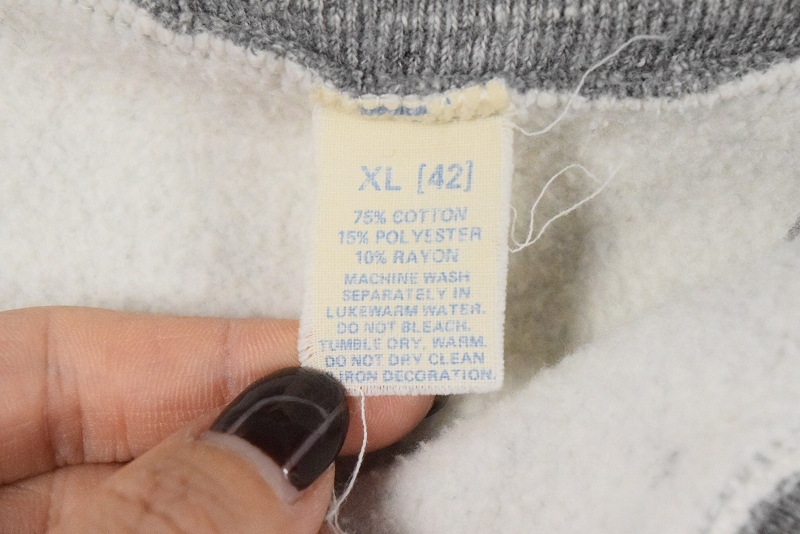 XL [42]
75% COTTON
15% POLYESTER
10% RAYON
MACHINE WASH
SEPARATELY IN
LUKEWARM WATER.
DO NOT BLEACH.
TUMBLE DRY, WARM.
DO NOT DRY CLEAN
IRON DECORATION.